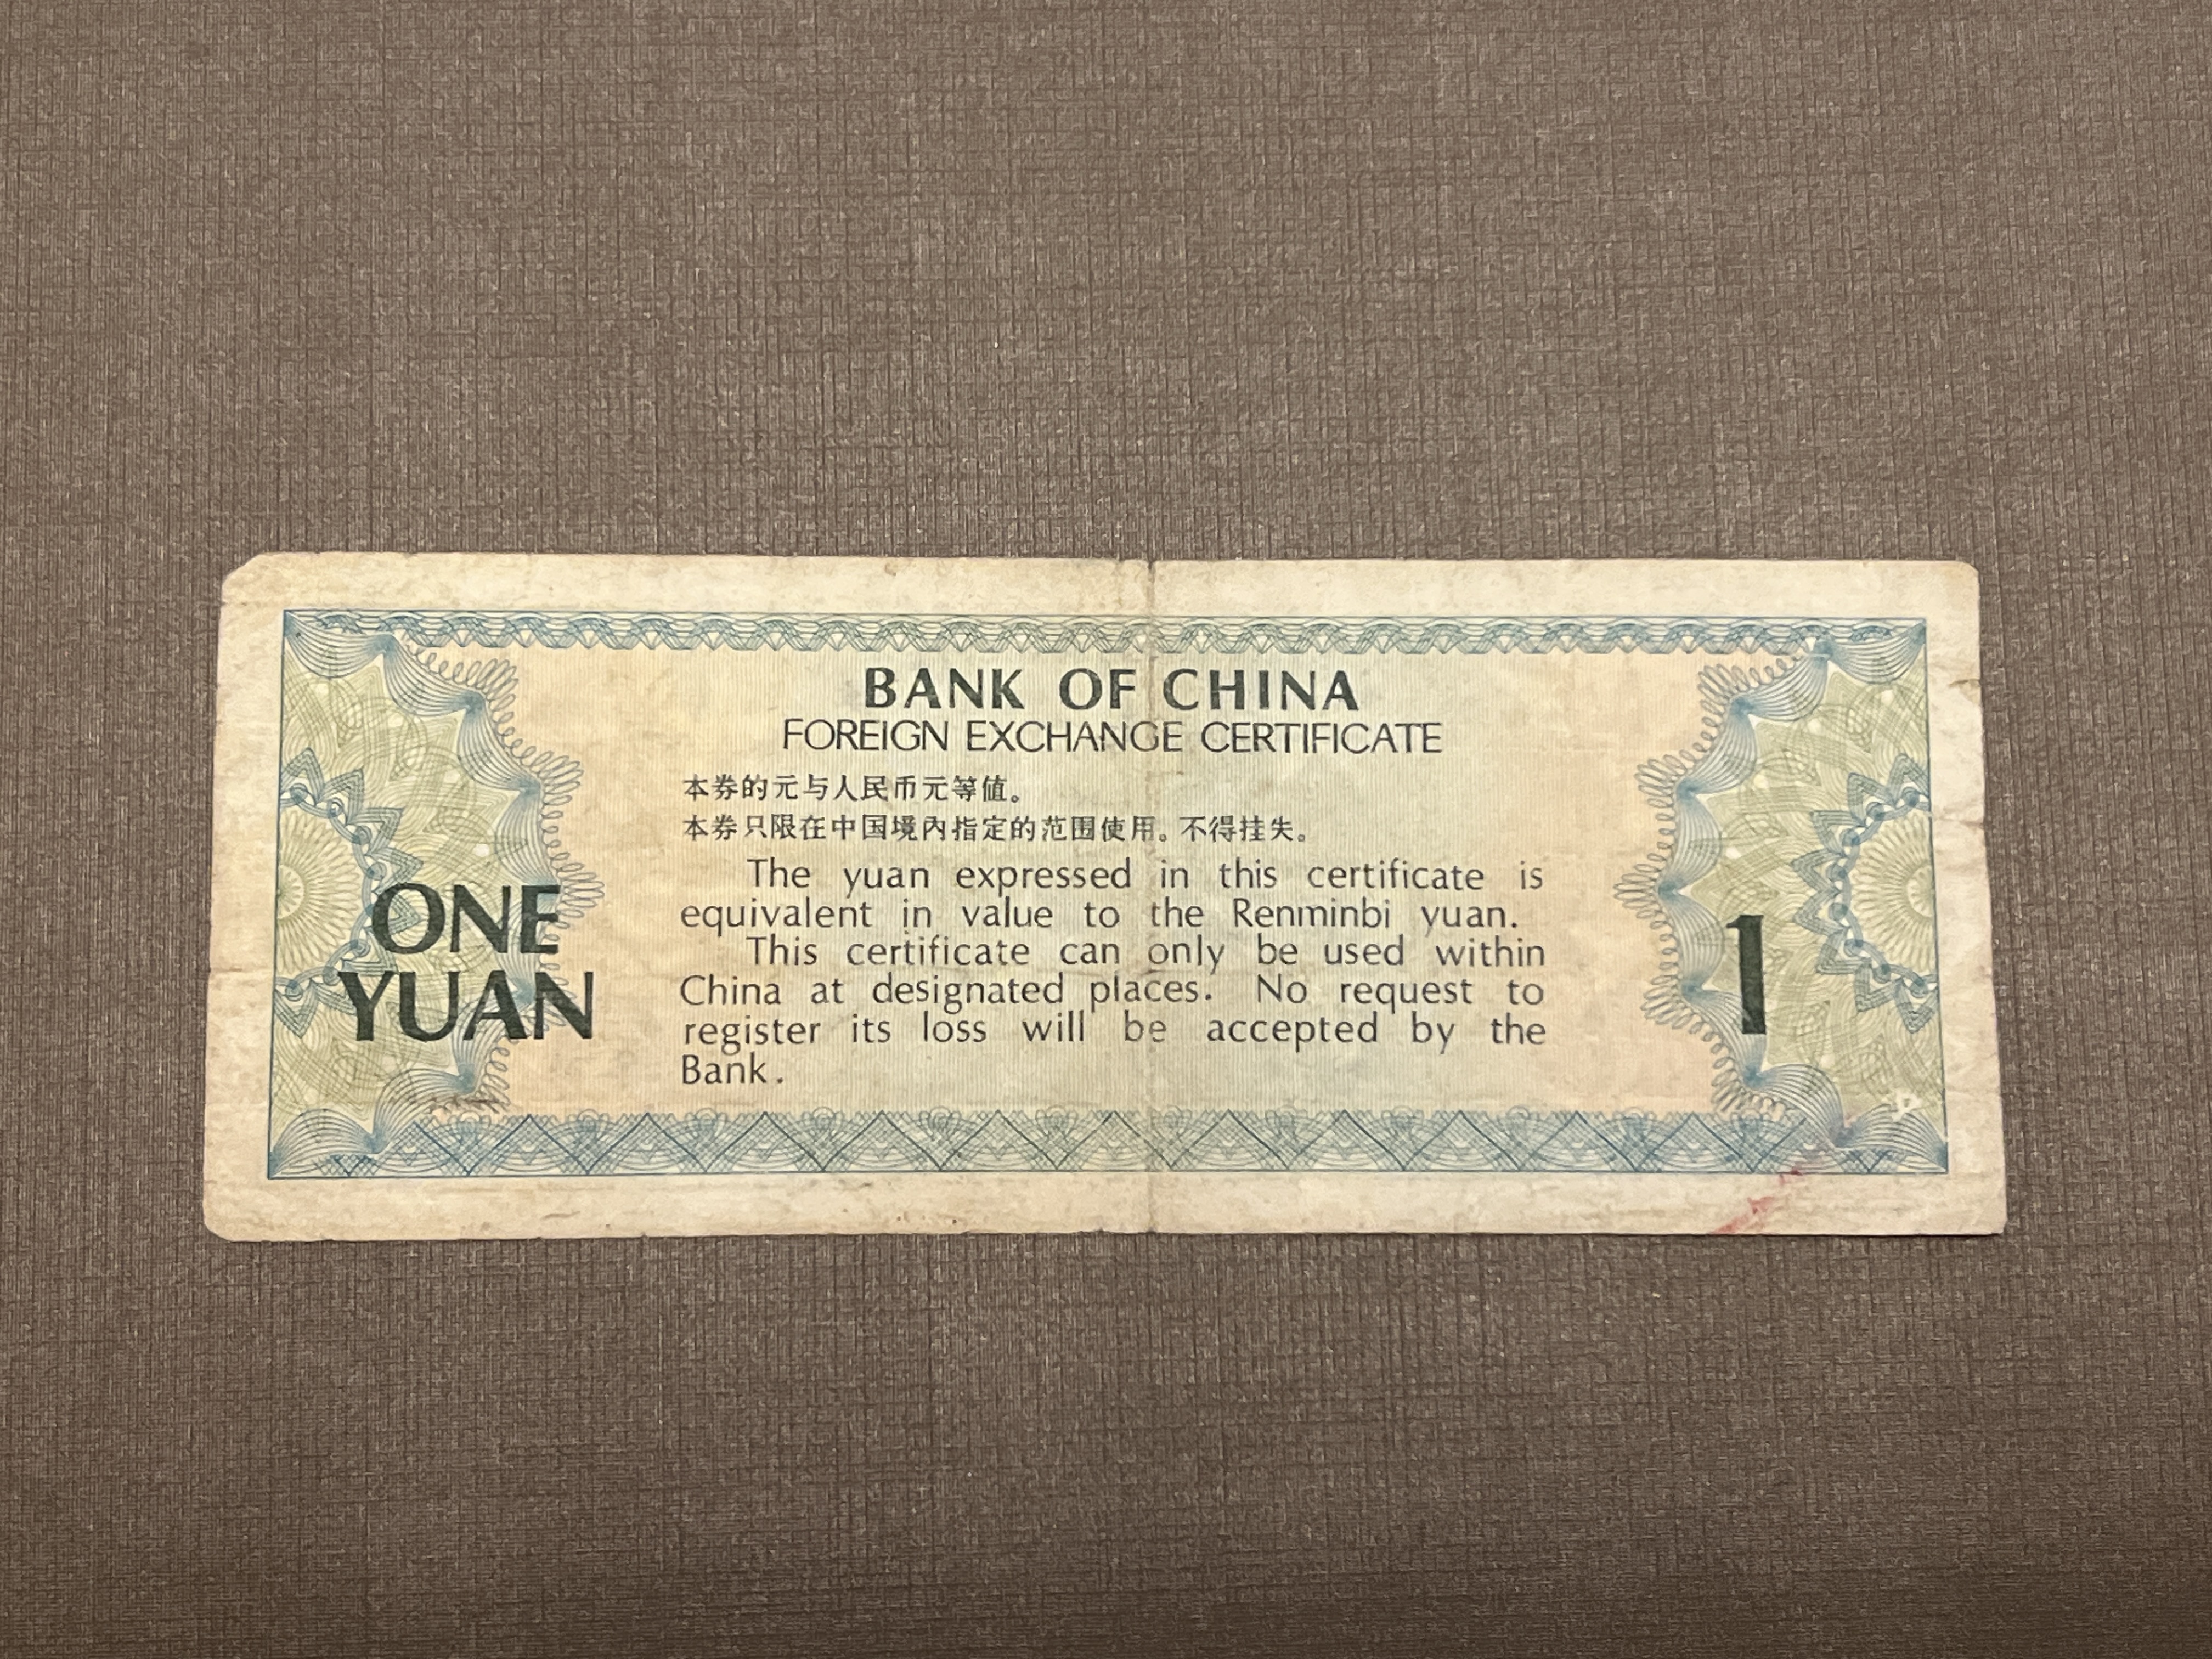 BANK OF CHINA
FOREIGN EXCHANGE CERTIFICATE
本券的元与人民币元等值。
本券只限在中国境内指定的范围使用。不得挂失。
The yuan expressed in this certificate is
equivalent in value to the Renminbi yuan.
This certificate can only be used within
China at designated places. No request to
register its loss will be accepted by the
Bank.
ONE
YUAN
1